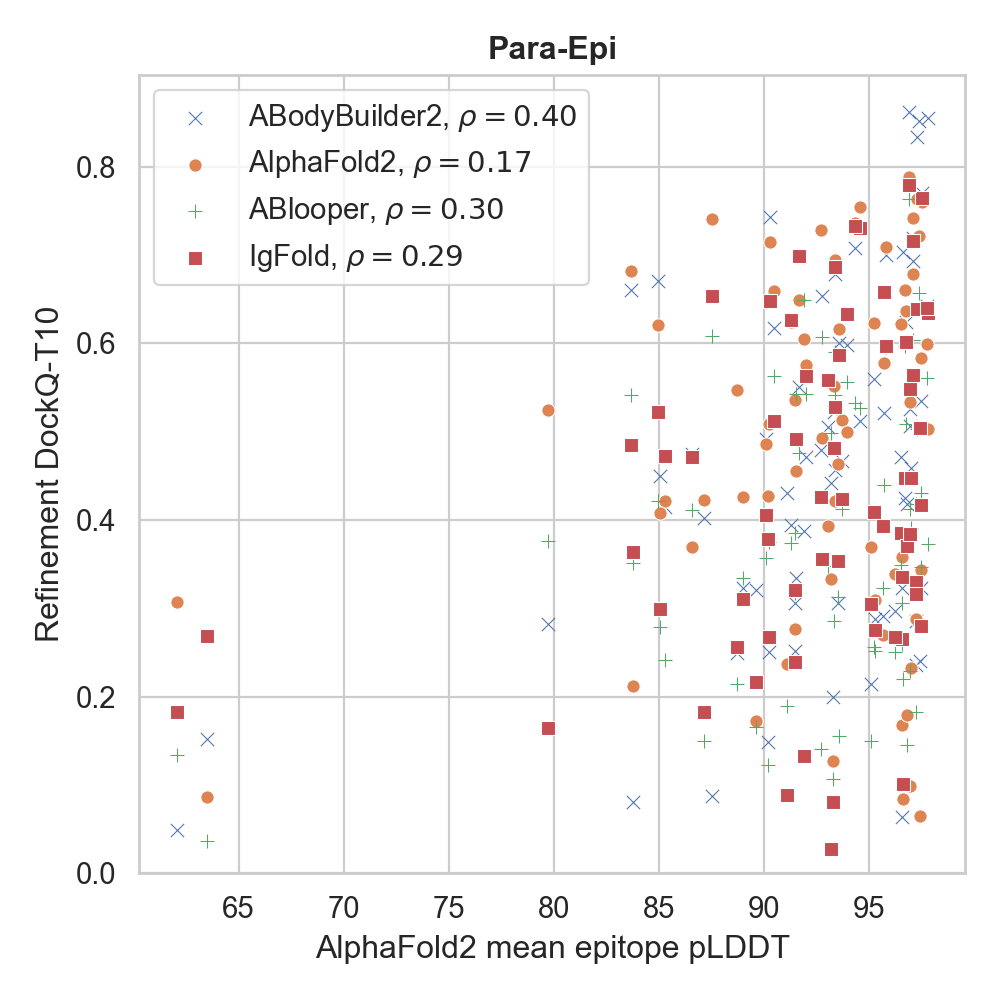 Para-Epi
ABodyBuilder2, ρ = 0.40
AlphaFold2, ρ = 0.17
ABlooper, ρ = 0.30
IgFold, ρ = 0.29
Refinement DockQ-T10
0.8
0.6
0.4
0.2
0.0
65 70 75 80 85 90 95
AlphaFold2 mean epitope pLDDT